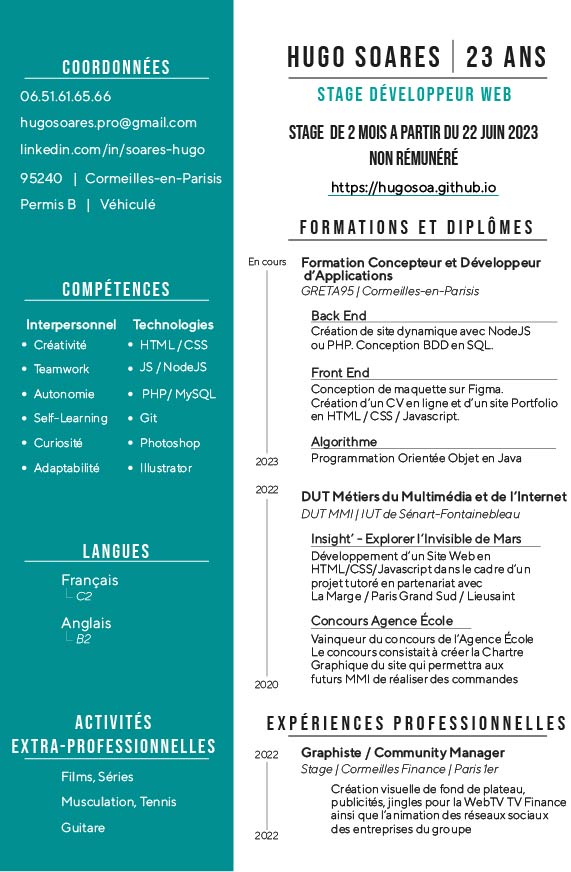 COORDONNÉES
06.51.61.65.66
hugosoares.pro@gmail.com
linkedin.com/in/soares-hugo
95240 | Cormeilles-en-Parisis
Permis B | Véhiculé
COMPÉTENCES
Interpersonnel
• Créativité
• Teamwork
• Autonomie
• Self-Learning
• Curiosité
• Adaptabilité
Technologies
• HTML / CSS
• JS / NodeJS
• PHP/ MySQL
• Git
• Photoshop
• Illustrator
LANGUES
Français
C2
Anglais
B2
ACTIVITÉS
EXTRA-PROFESSIONNELLES
Films, Séries
Musculation, Tennis
Guitare
HUGO SOARES | 23 ANS
STAGE DÉVELOPPEUR WEB
STAGE DE 2 MOIS A PARTIR DU 22 JUIN 2023
NON RÉMUNÉRÉ
https://hugosoa.github.io
FORMATIONS ET DIPLÔMES
En cours
Formation Concepteur et Développeur
d'Applications
GRETA95 | Cormeilles-en-Parisis
Back End
Création de site dynamique avec NodeJS
ou PHP. Conception BDD en SQL.
Front End
Conception de maquette sur Figma.
Création d'un CV en ligne et d'un site Portfolio
en HTML / CSS / Javascript.
Algorithme
Programmation Orientée Objet en Java
2023
2022
DUT Métiers du Multimédia et de l'Internet
DUT MMI | IUT de Sénart-Fontainebleau
Insight' - Explorer l'Invisible de Mars
Développement d'un Site Web en
HTML/CSS/Javascript dans le cadre d'un
projet tutoré en partenariat avec
La Marge / Paris Grand Sud / Lieusaint
Concours Agence École
Vainqueur du concours de l'Agence École
Le concours consistait à créer la Chartre
Graphique du site qui permettra aux
futurs MMI de réaliser des commandes
2020
EXPÉRIENCES PROFESSIONNELLES
2022
Graphiste / Community Manager
Stage | Cormeilles Finance | Paris 1er
Création visuelle de fond de plateau,
publicités, jingles pour la WebTV TV Finance
ainsi que l'animation des réseaux sociaux
des entreprises du groupe
2022